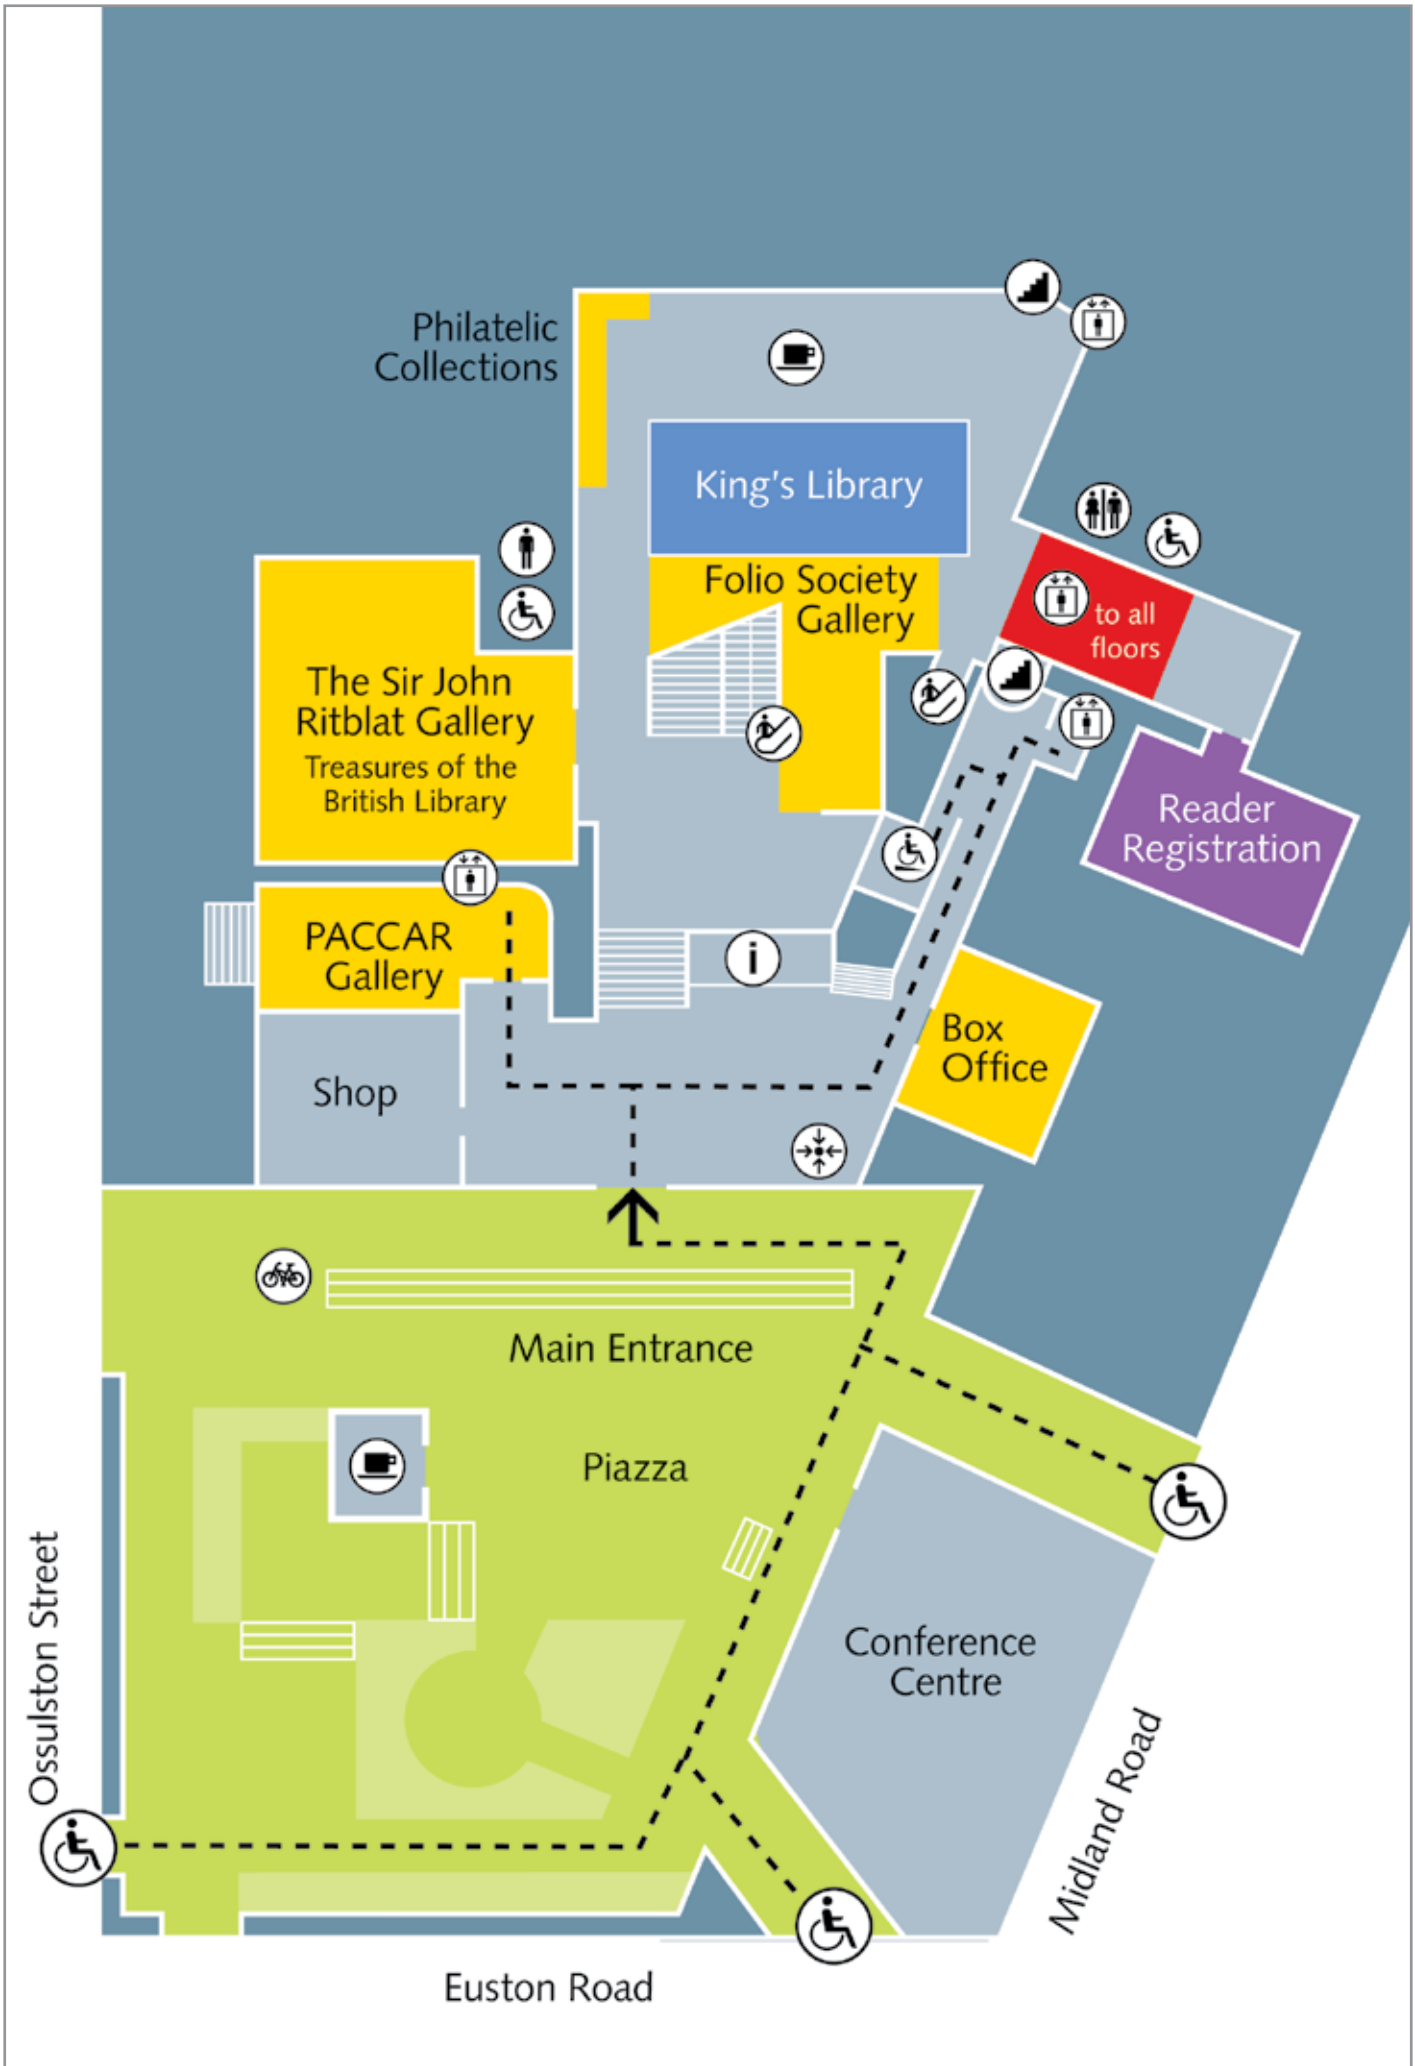 Philatelic
Collections
King's Library
Folio Society
Gallery
to all
floors
The Sir John
Ritblat Gallery
Treasures of the
British Library
Reader
Registration
PACCAR
Gallery
i
Box
Office
Shop
Main Entrance
Piazza
Conference
Centre
Ossulston Street
Midland Road
Euston Road